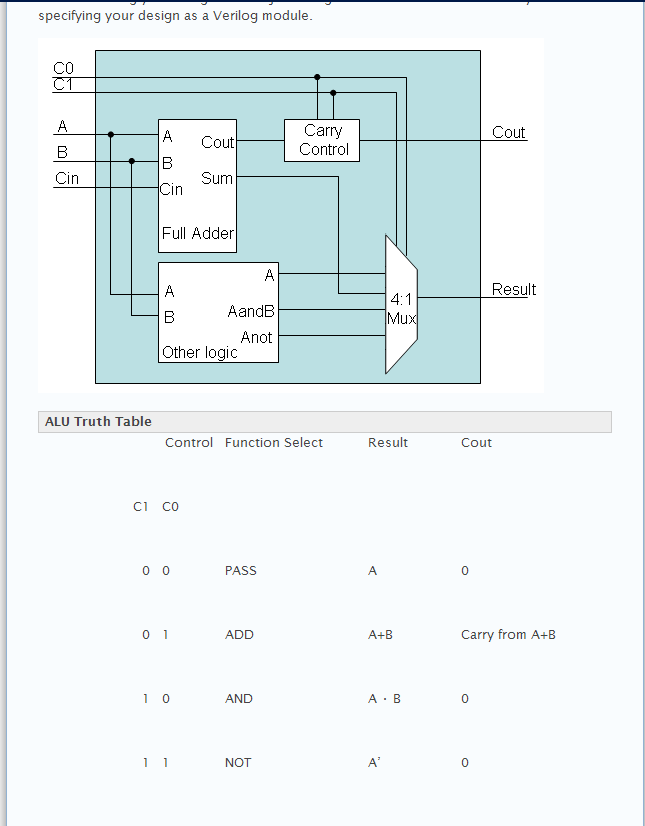 specifying your design as a Verilog module.
C0
C1
A
B
Cin
A
B
Cin
Cout
Sum
Full Adder
Carry
Control
Cout
A
B
A
AandB
Anot
Other logic
4:1
Mux
Result
ALU Truth Table
Control Function Select Result Cout
C1 C0
0 0 PASS A 0
0 1 ADD A+B Carry from A+B
1 0 AND A · B 0
1 1 NOT A' 0